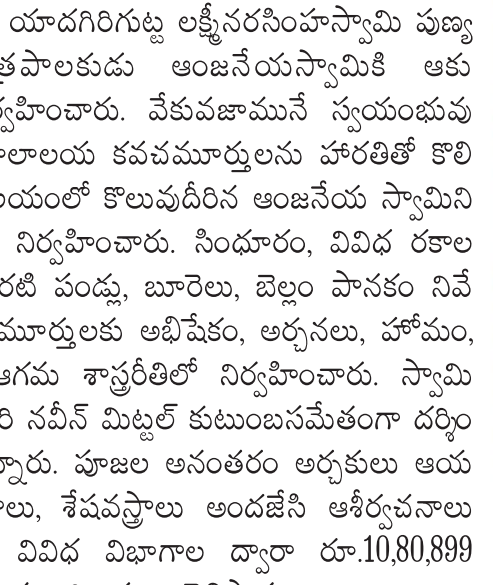 యాదగిరిగుట్ట లక్ష్మీనరసింహస్వామి పుణ్య
త్రపాలకుడు ఆంజనేయస్వామికి ఆకు
ర్వహించారు. వేకువజామునే స్వయంభువు
లాలయ కవచమూర్తులను హారతితో కొలి
లయంలో కొలువుదీరిన ఆంజనేయ స్వామిని
నిర్వహించారు. సింధూరం, వివిధ రకాల
రటి పండ్లు, బూరెలు, బెల్లం పానకం నివే
మూర్తులకు అభిషేకం, అర్చనలు, హోమం,
ఆగమ శాస్త్రరీతిలో నిర్వహించారు. స్వామి
రి నవీన్ మిట్టల్ కుటుంబసమేతంగా దర్శిం
న్నారు. పూజల అనంతరం అర్చకులు ఆయ
లు, శేషవస్త్రాలు అందజేసి ఆశీర్వచనాలు
వివిధ విభాగాల ద్వారా రూ.10,80,899